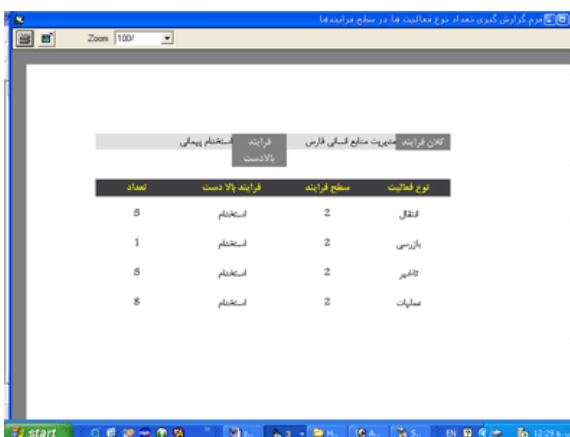 فرم گزارش گیری تعداد نوع فعالیت ها در سطح فرایندها
Zoom 100%
کلان فرایند مدیریت منابع انسانی فارس فرایند بالادست استخدام پیمانی
نوع فعالیت سطح فرایند فرایند بالا دست تعداد
انتقال 2 استخدام 5
بازرسی 2 استخدام 1
تاخیر 2 استخدام 5
عملیات 2 استخدام 8
start EN 12:29